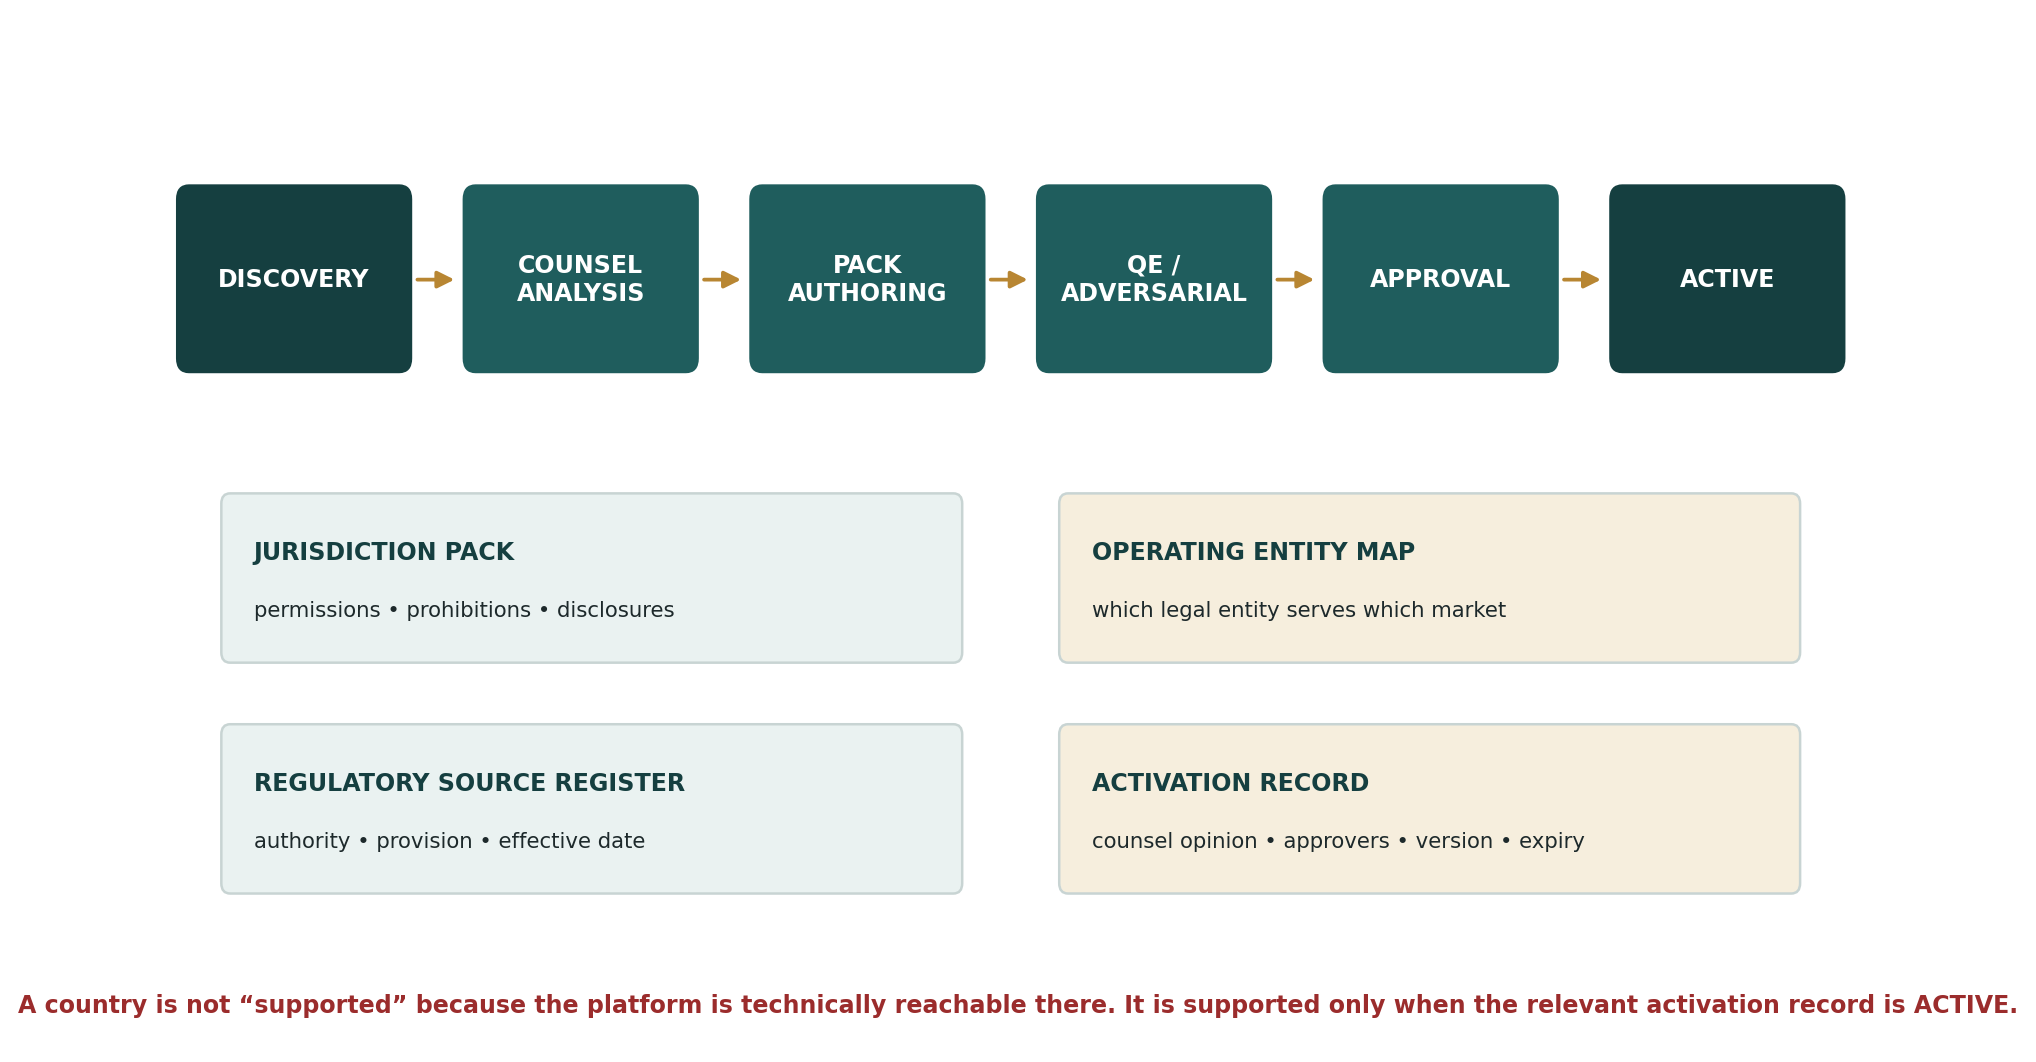 DISCOVERY
COUNSEL
ANALYSIS
PACK
AUTHORING
QE /
ADVERSARIAL
APPROVAL
ACTIVE
JURISDICTION PACK
permissions • prohibitions • disclosures
OPERATING ENTITY MAP
which legal entity serves which market
REGULATORY SOURCE REGISTER
authority • provision • effective date
ACTIVATION RECORD
counsel opinion • approvers • version • expiry
A country is not “supported” because the platform is technically reachable there. It is supported only when the relevant activation record is ACTIVE.